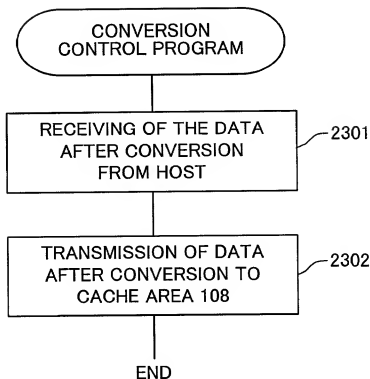 CONVERSION
CONTROL PROGRAM
RECEIVING OF THE DATA
AFTER CONVERSION
FROM HOST
2301
TRANSMISSION OF DATA
AFTER CONVERSION TO
CACHE AREA 108
2302
END